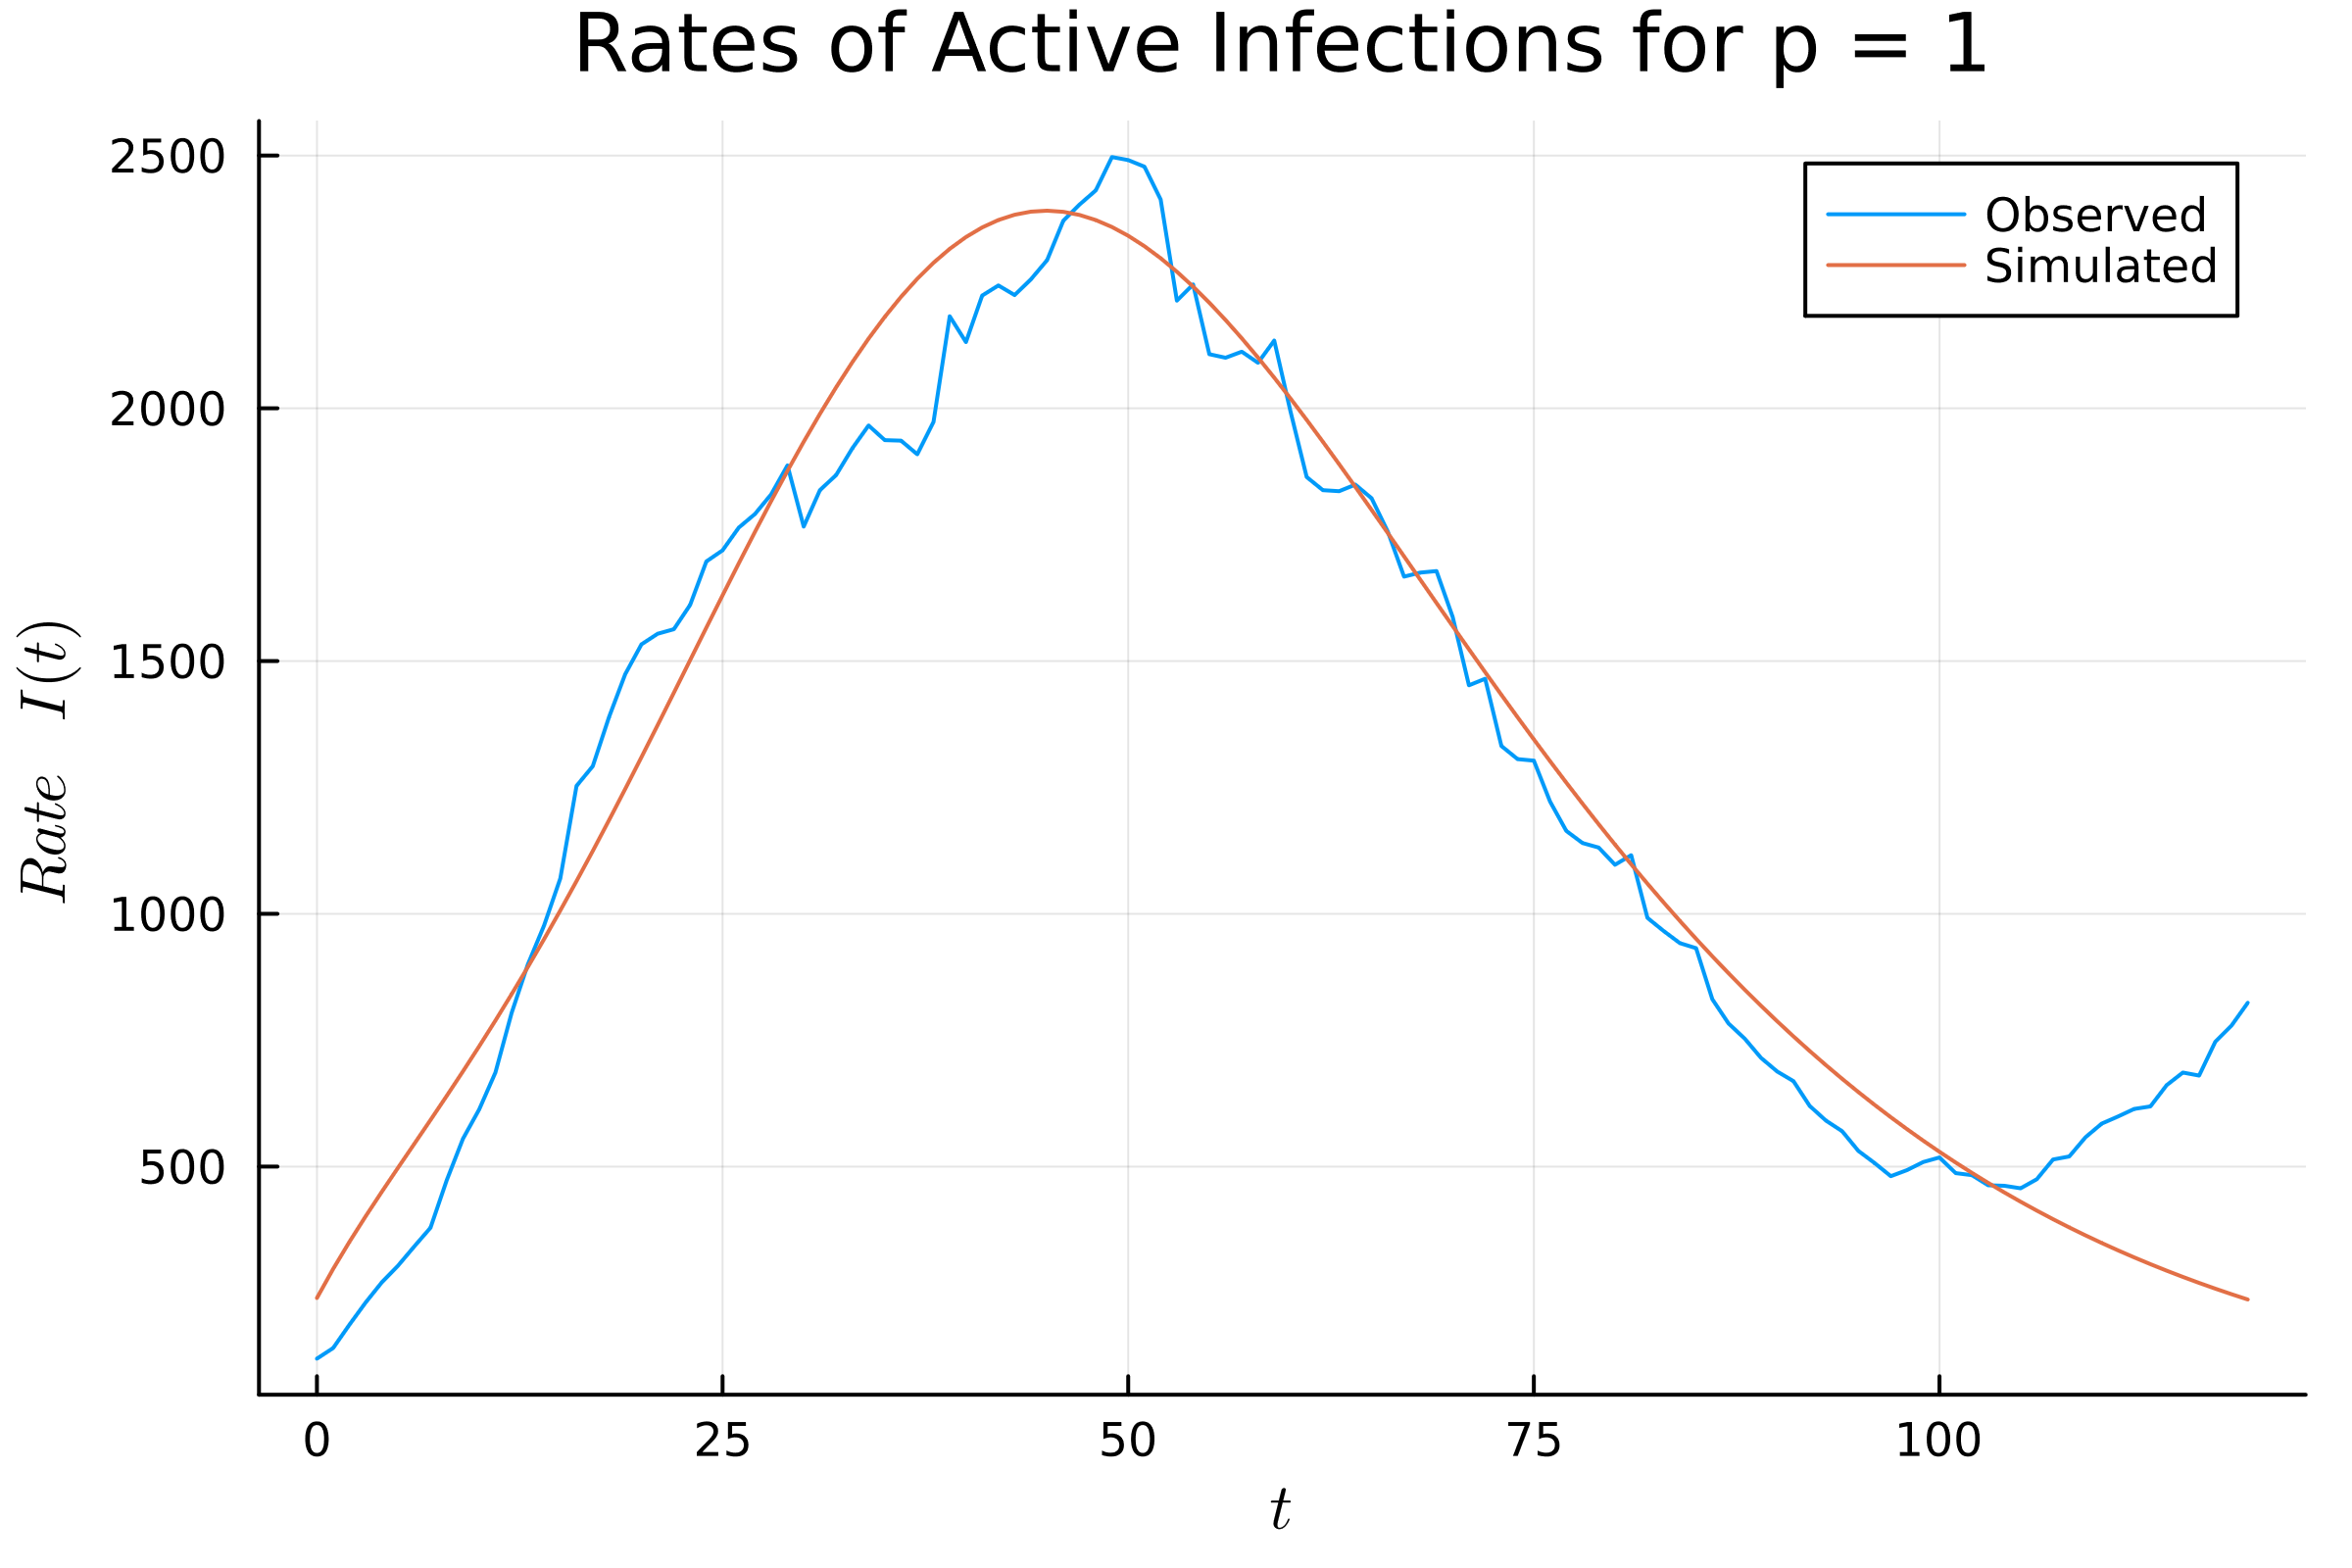 Rates of Active Infections for p = 1
2500
2000
1500
1000
500
Rate I(t)
Observed
Simulated
0 25 50 75 100
t